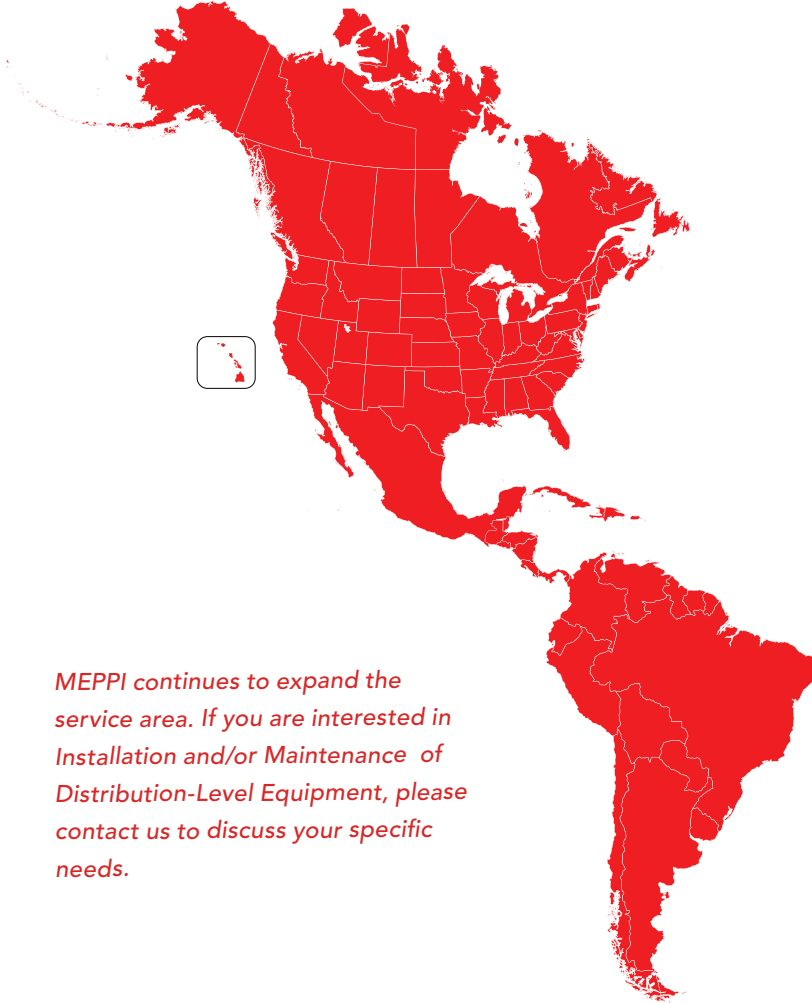 MEPPI continues to expand the
service area. If you are interested in
Installation and/or Maintenance of
Distribution-Level Equipment, please
contact us to discuss your specific
needs.